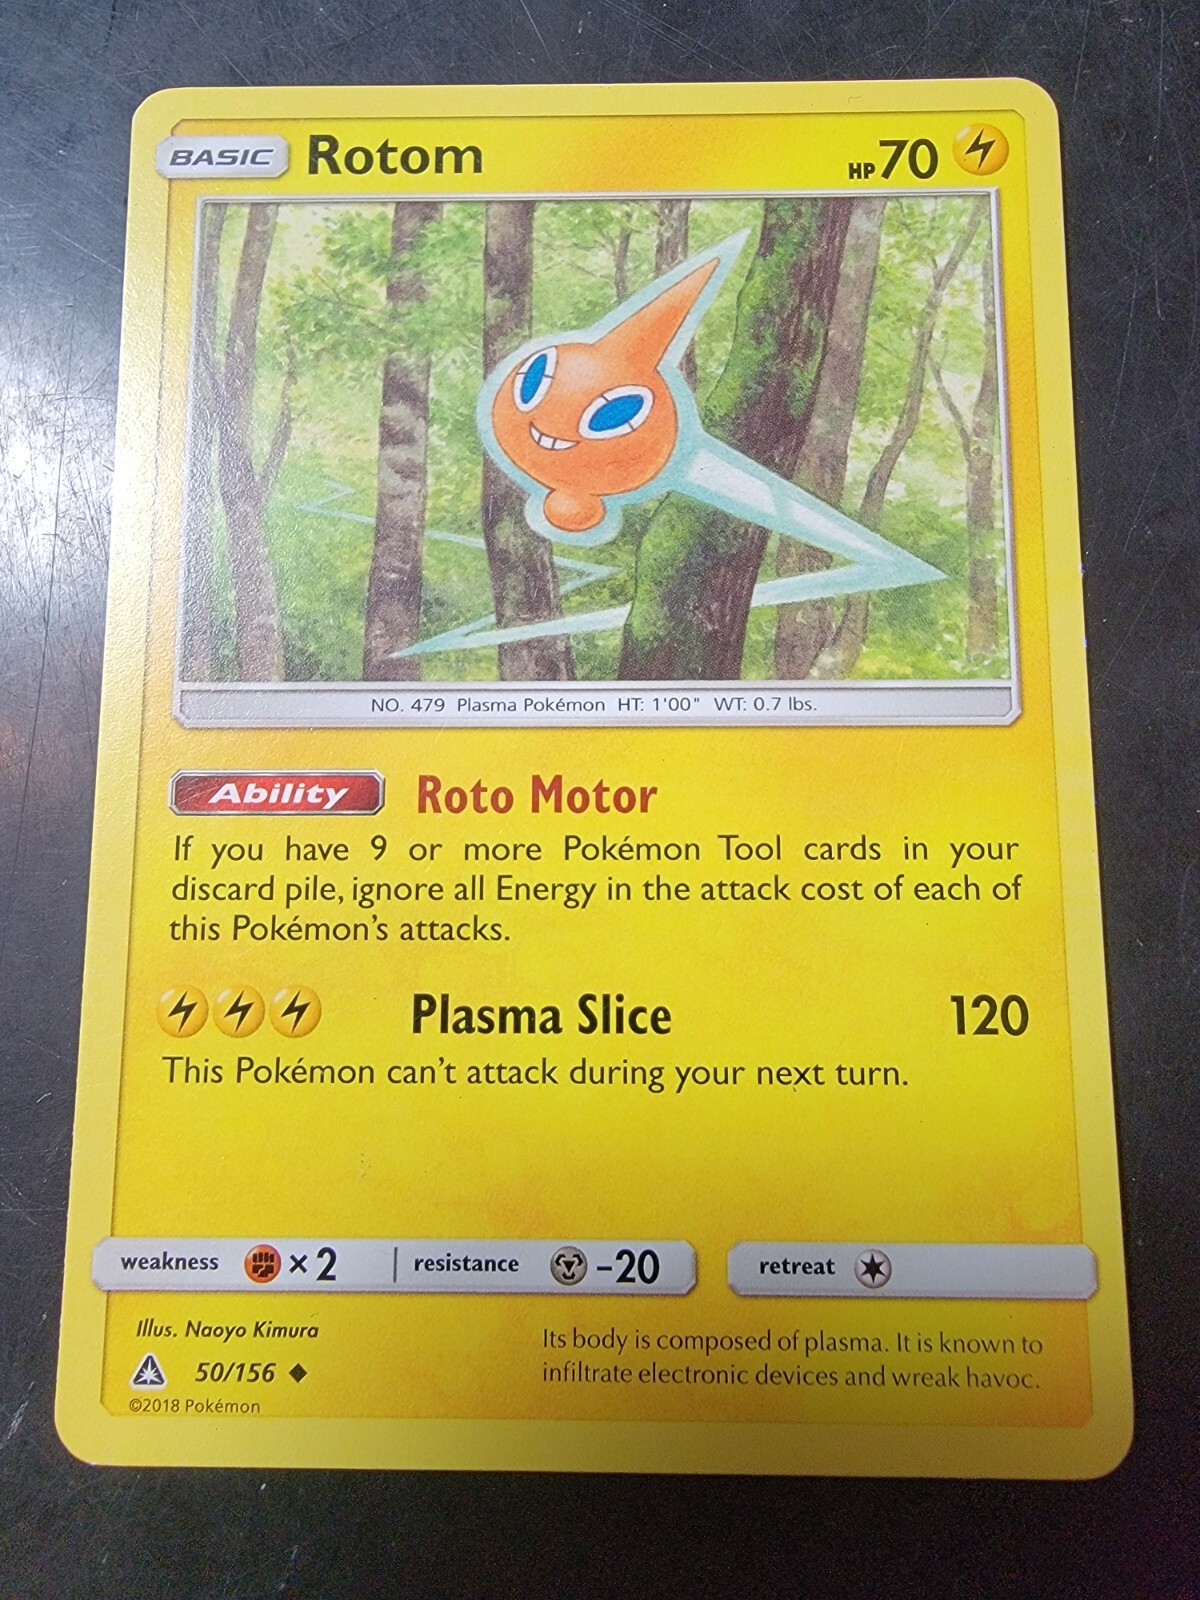 BASIC Rotom HP 70
NO. 479 Plasma Pokémon HT: 1'00" WT: 0.7 lbs.
Ability Roto Motor
If you have 9 or more Pokémon Tool cards in your
discard pile, ignore all Energy in the attack cost of each of
this Pokémon's attacks.
Plasma Slice 120
This Pokémon can't attack during your next turn.
weakness ×2 resistance -20 retreat
Illus. Naoyo Kimura
50/156
©2018 Pokémon
Its body is composed of plasma. It is known to
infiltrate electronic devices and wreak havoc.